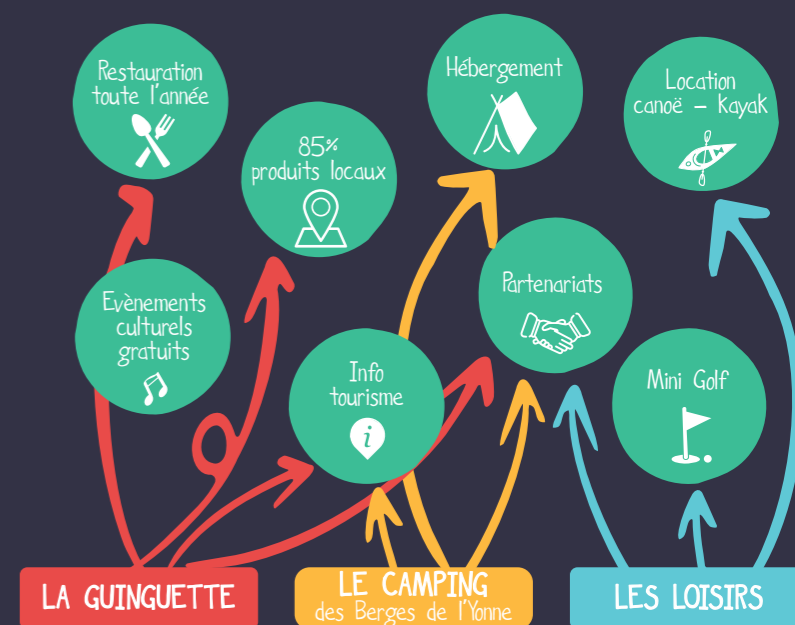 Restauration
toute l'année
85%
produits locaux
Hébergement
Location
canoë – kayak
Evènements
culturels
gratuits
Partenariats
Info
tourisme
i
Mini Golf
LA GUINGUETTE
LE CAMPING
des Berges de l'Yonne
LES LOISIRS